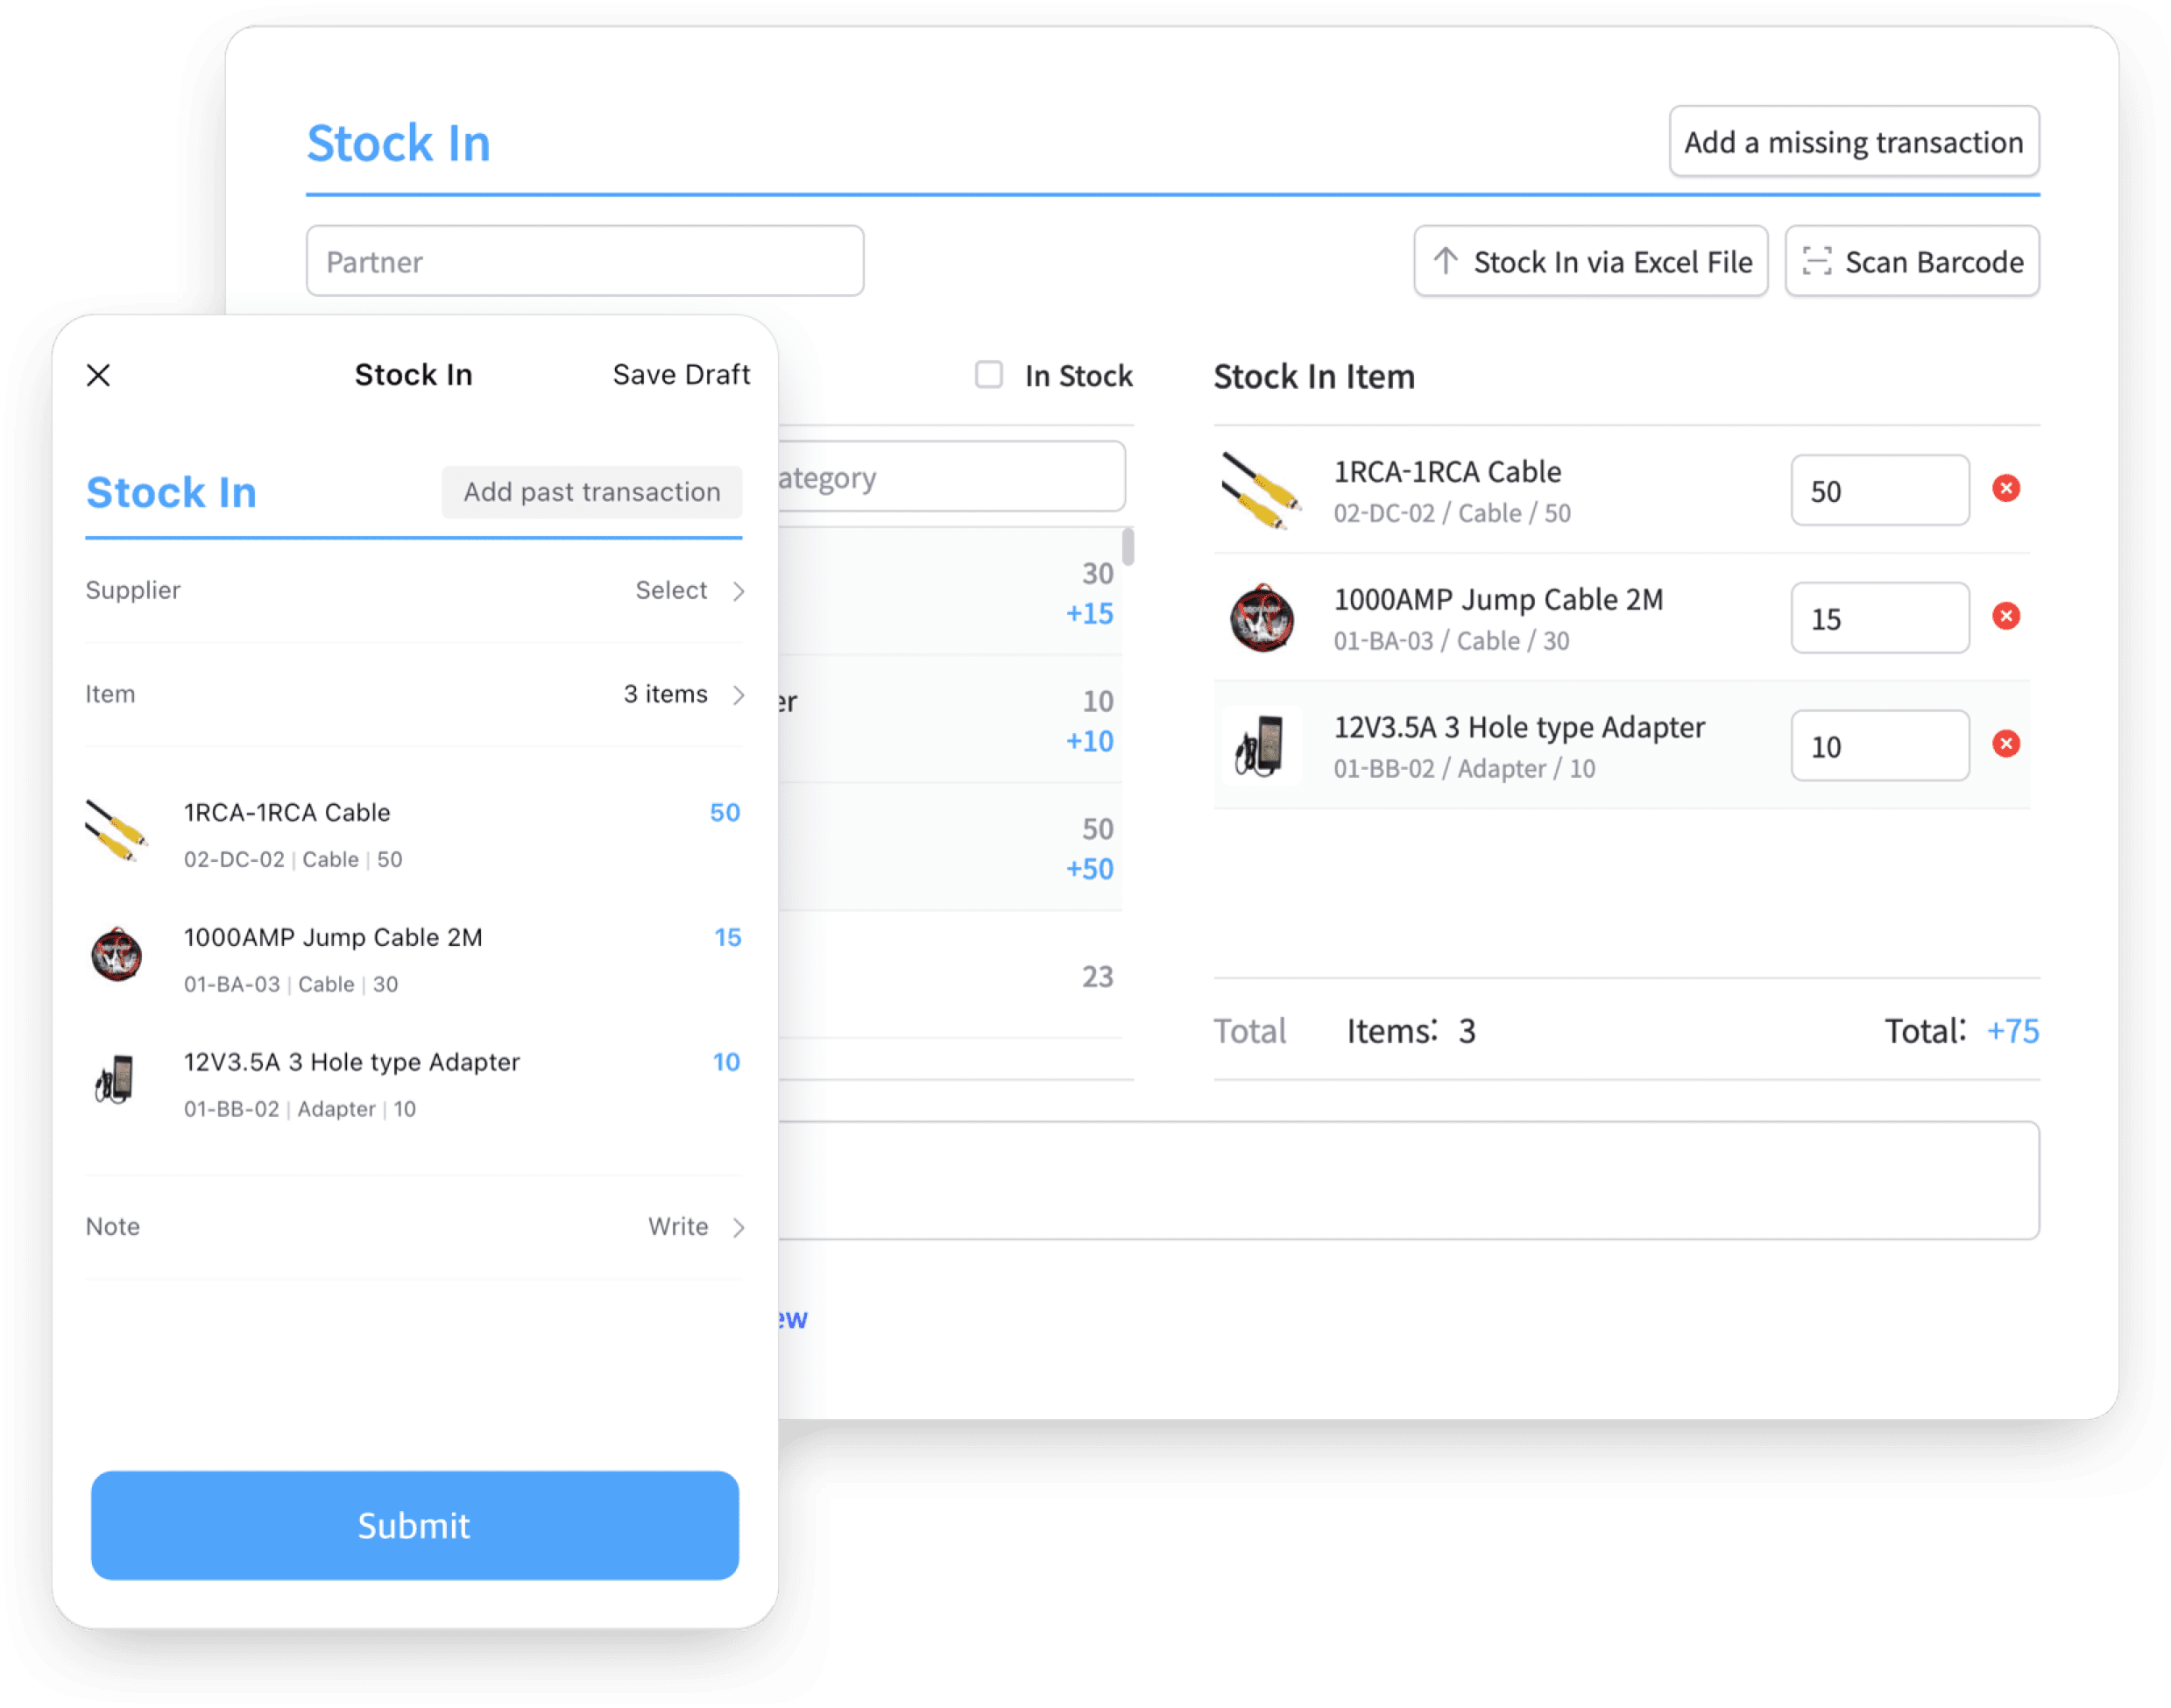 Stock In
Add a missing transaction
Partner
Stock In via Excel File
Scan Barcode
In Stock
30
+15
10
+10
50
+50
23
Stock In Item
1RCA-1RCA Cable
02-DC-02 / Cable / 50
50
1000AMP Jump Cable 2M
01-BA-03 / Cable / 30
15
12V3.5A 3 Hole type Adapter
01-BB-02 / Adapter / 10
10
Total Items: 3 Total: +75
Stock In Save Draft
Stock In Add past transaction
Supplier Select
Item 3 items
1RCA-1RCA Cable 50
02-DC-02 | Cable | 50
1000AMP Jump Cable 2M 15
01-BA-03 | Cable | 30
12V3.5A 3 Hole type Adapter 10
01-BB-02 | Adapter | 10
Note Write
Submit